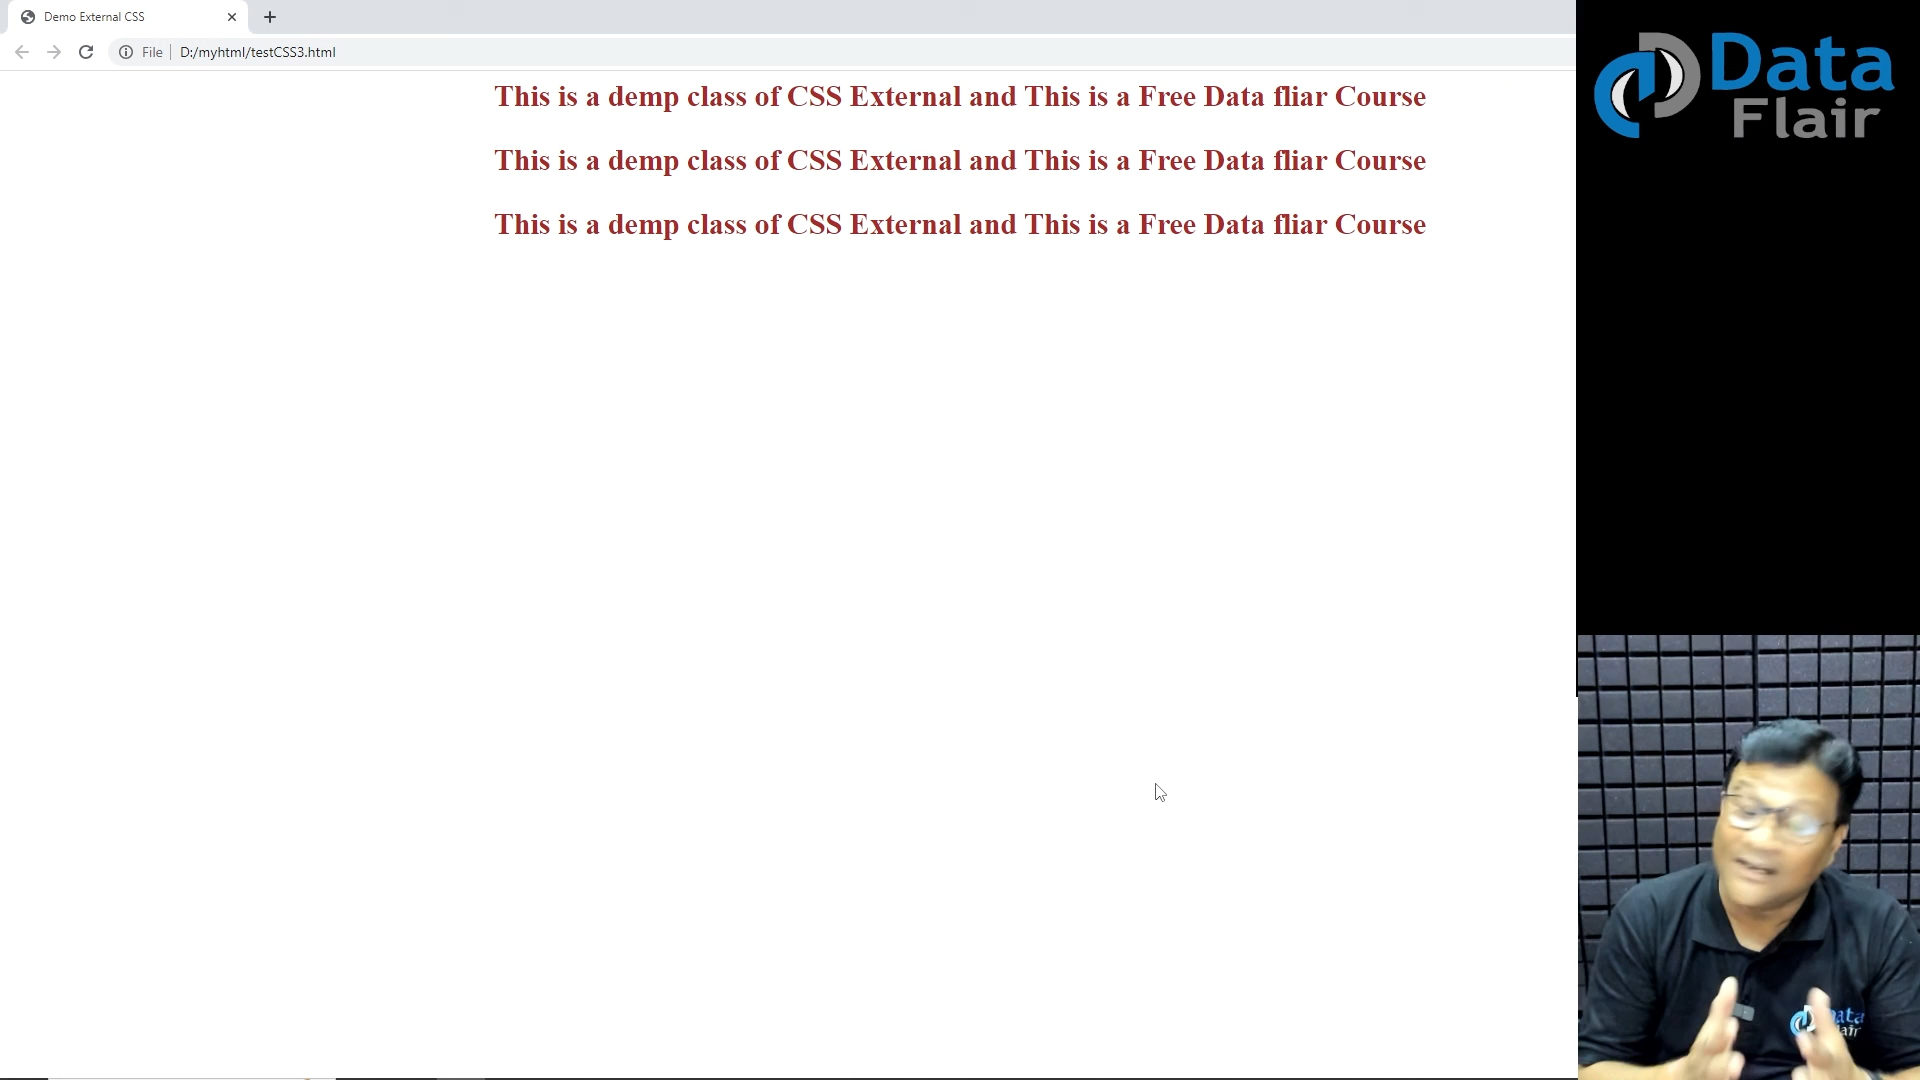 Demo External CSS
File D:/myhtml/testCSS3.html
This is a demp class of CSS External and This is a Free Data fliar Course
This is a demp class of CSS External and This is a Free Data fliar Course
This is a demp class of CSS External and This is a Free Data fliar Course
Data
Flair
Data
Flair